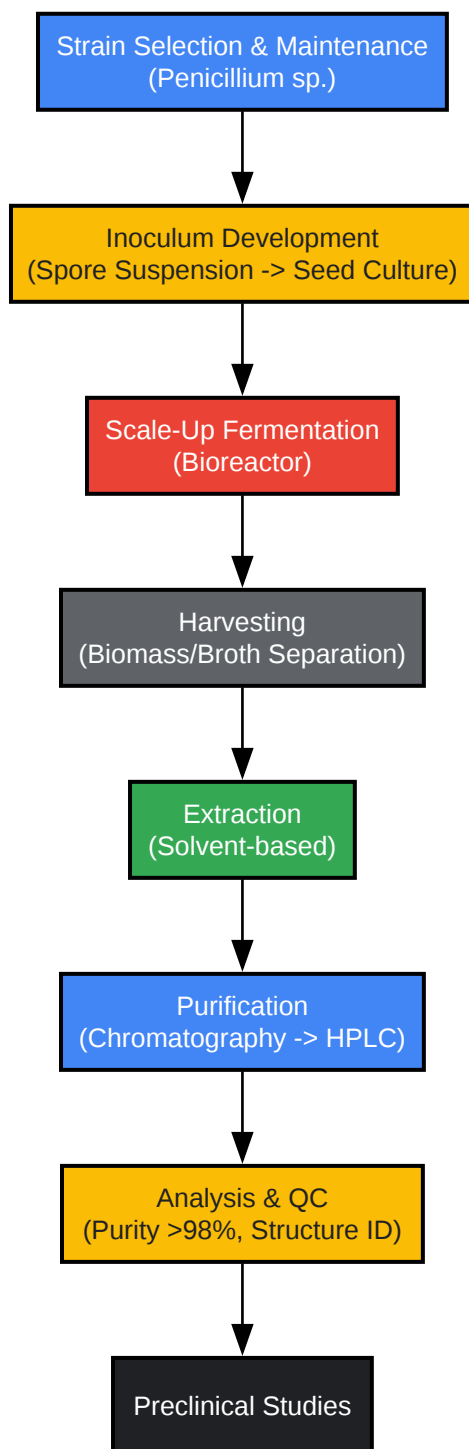 Strain Selection & Maintenance
(Penicillium sp.)
Inoculum Development
(Spore Suspension -> Seed Culture)
Scale-Up Fermentation
(Bioreactor)
Harvesting
(Biomass/Broth Separation)
Extraction
(Solvent-based)
Purification
(Chromatography -> HPLC)
Analysis & QC
(Purity >98%, Structure ID)
Preclinical Studies